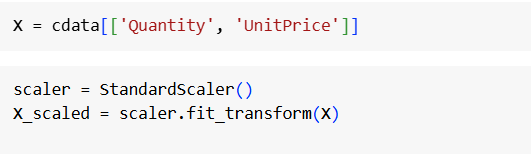 X = cdata[['Quantity', 'UnitPrice']]
scaler = StandardScaler()
X_scaled = scaler.fit_transform(X)